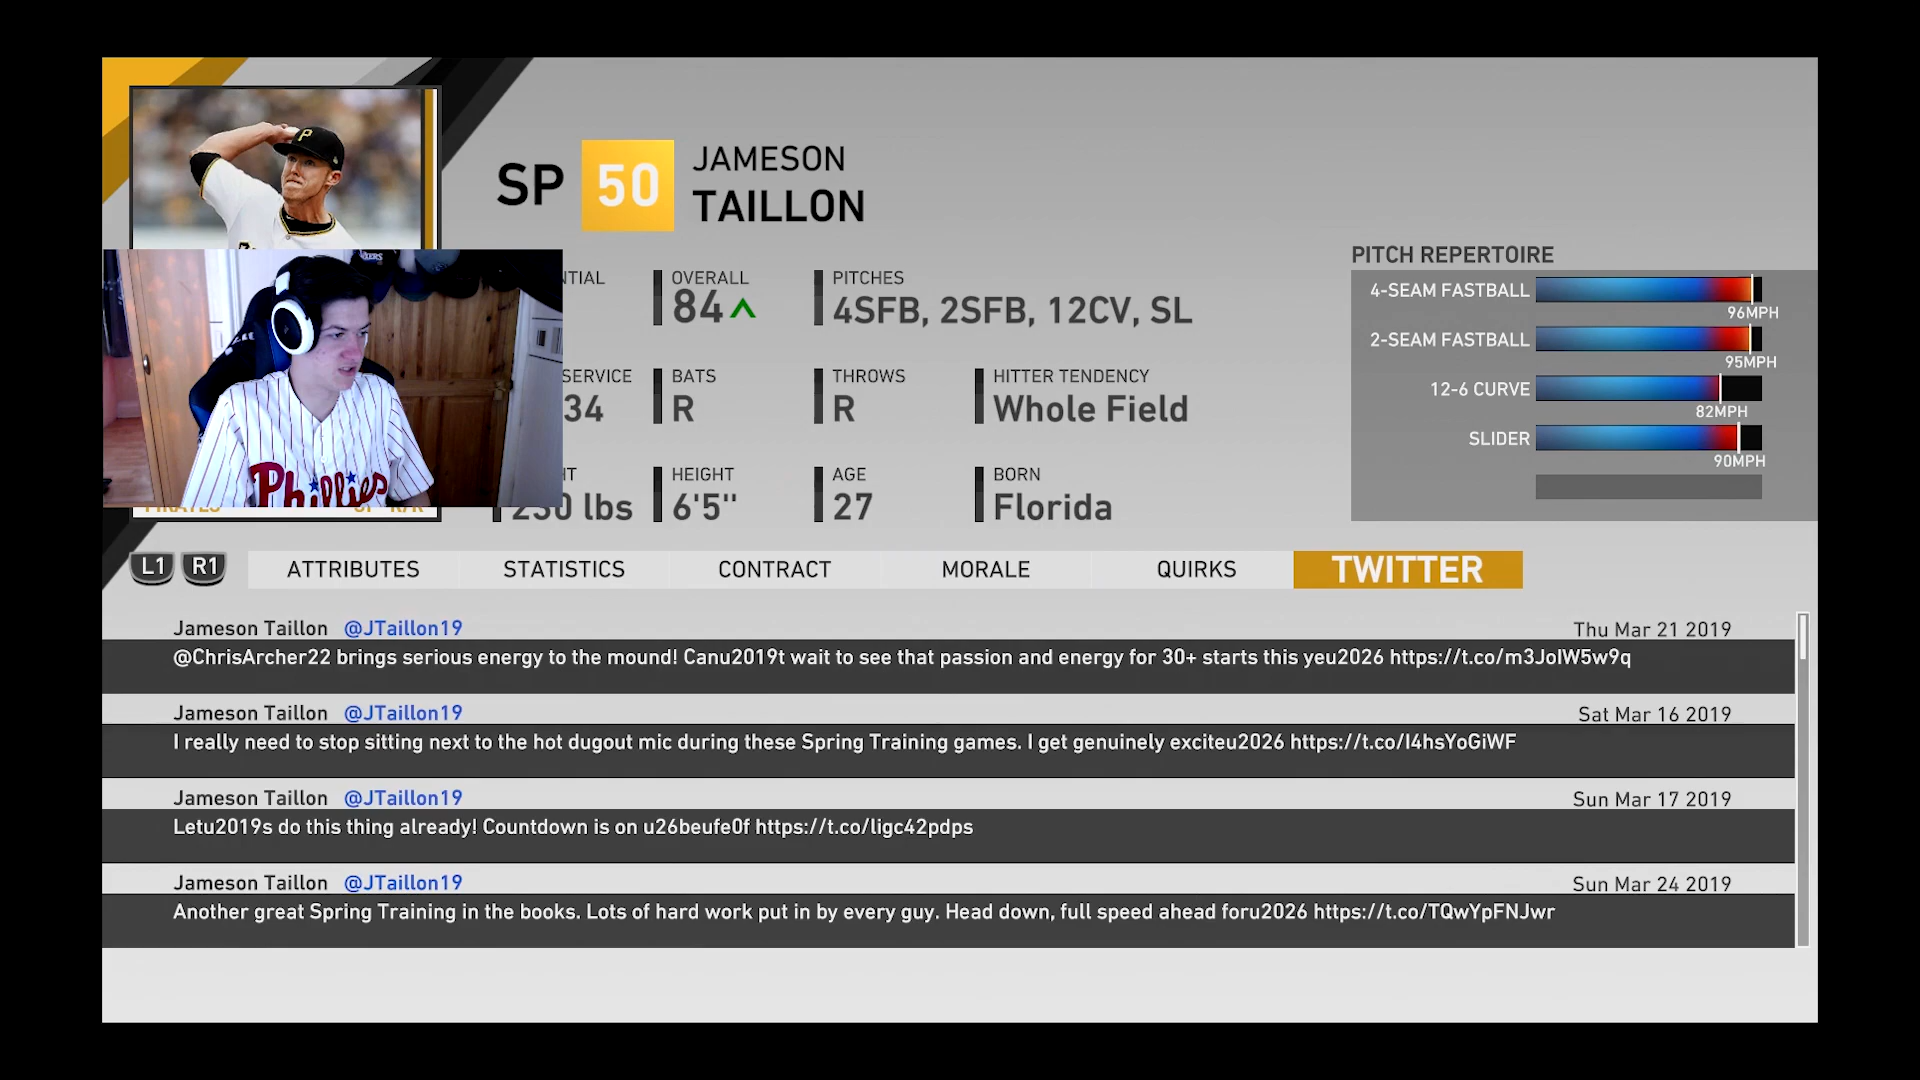 SP 50 JAMESON
TAILLON
OVERALL
84
PITCHES
4SFB, 2SFB, 12CV, SL
SERVICE
34
BATS
R
THROWS
R
HITTER TENDENCY
Whole Field
230 lbs
HEIGHT
6'5"
AGE
27
BORN
Florida
PITCH REPERTOIRE
4-SEAM FASTBALL
96MPH
2-SEAM FASTBALL
95MPH
12-6 CURVE
82MPH
SLIDER
90MPH
P
Phillies
L1 R1 ATTRIBUTES STATISTICS CONTRACT MORALE QUIRKS TWITTER
Jameson Taillon @JTaillon19 Thu Mar 21 2019
@ChrisArcher22 brings serious energy to the mound! Canu2019t wait to see that passion and energy for 30+ starts this yeu2026 https://t.co/m3JoIW5w9q
Jameson Taillon @JTaillon19 Sat Mar 16 2019
I really need to stop sitting next to the hot dugout mic during these Spring Training games. I get genuinely exciteu2026 https://t.co/I4hsYoGiWF
Jameson Taillon @JTaillon19 Sun Mar 17 2019
Letu2019s do this thing already! Countdown is on u26beufe0f https://t.co/ligc42pdps
Jameson Taillon @JTaillon19 Sun Mar 24 2019
Another great Spring Training in the books. Lots of hard work put in by every guy. Head down, full speed ahead foru2026 https://t.co/TQwYpFNJwr